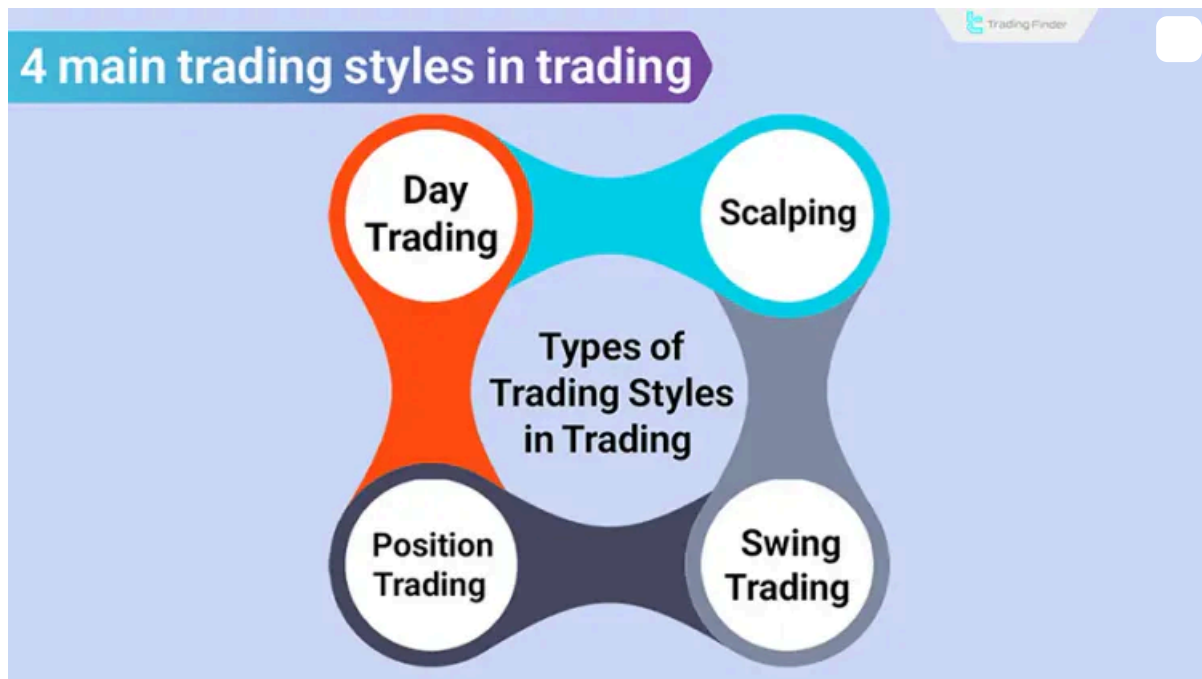 Trading Finder
4 main trading styles in trading
Day
Trading
Scalping
Types of
Trading Styles
in Trading
Position
Trading
Swing
Trading